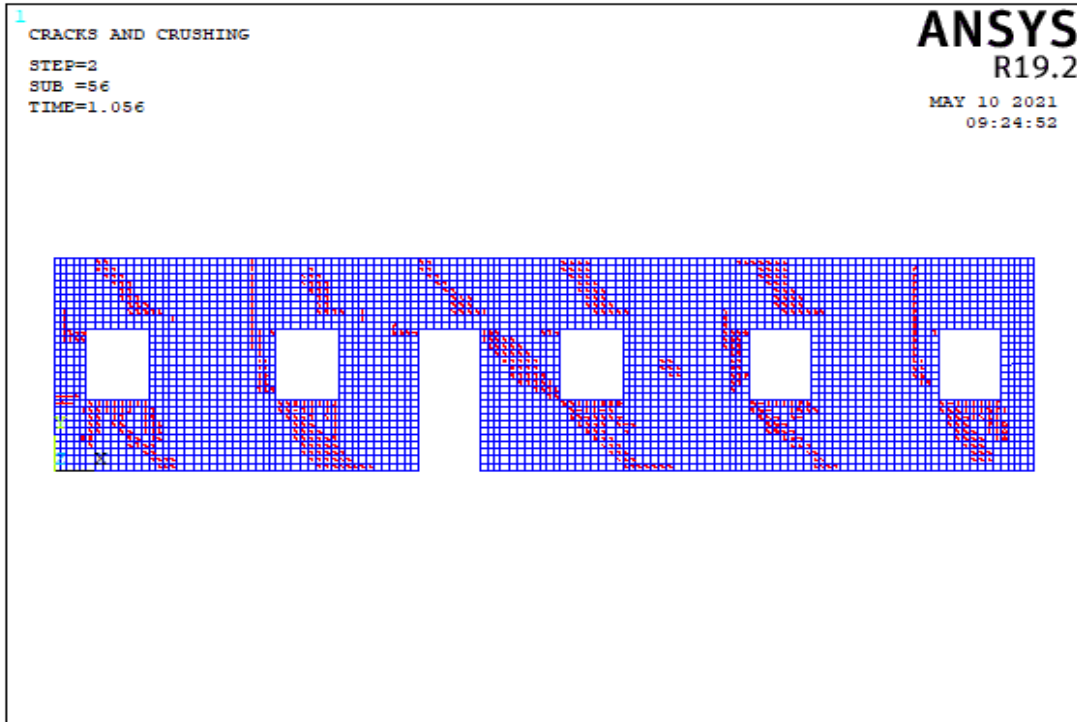 1
CRACKS AND CRUSHING
STEP=2
SUB =56
TIME=1.056
ANSYS
R19.2
MAY 10 2021
09:24:52
X